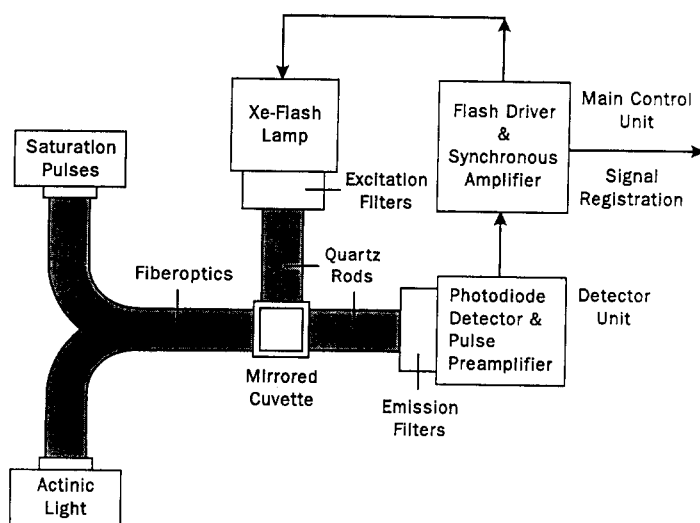 Xe-Flash
Lamp
Flash Driver
&
Synchronous
Amplifier
Main Control
Unit
Signal
Registration
Saturation
Pulses
Excitation
Filters
Fiberoptics
Quartz
Rods
Photodiode
Detector &
Pulse
Preamplifier
Detector
Unit
Mirrored
Cuvette
Emission
Filters
Actinic
Light